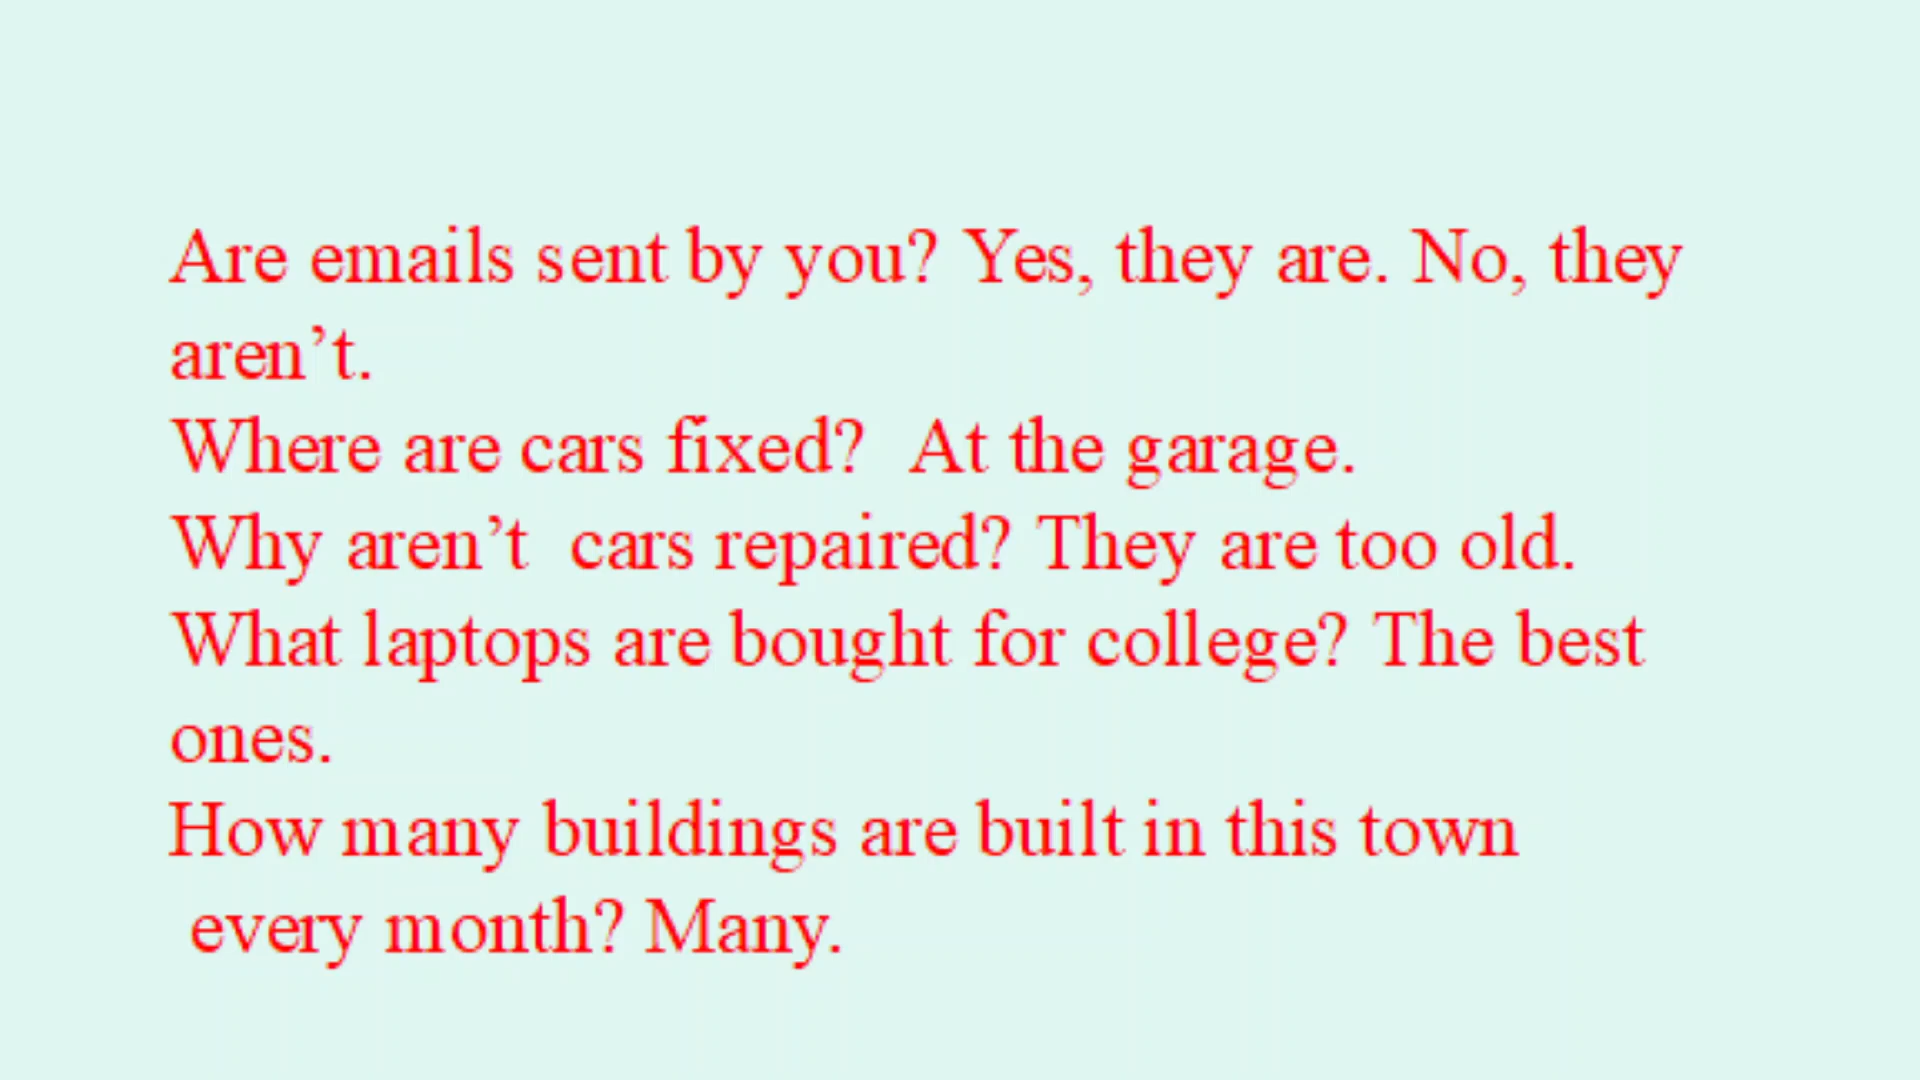 Are emails sent by you? Yes, they are. No, they
aren’t.
Where are cars fixed?  At the garage.
Why aren’t  cars repaired? They are too old.
What laptops are bought for college? The best
ones.
How many buildings are built in this town
every month? Many.